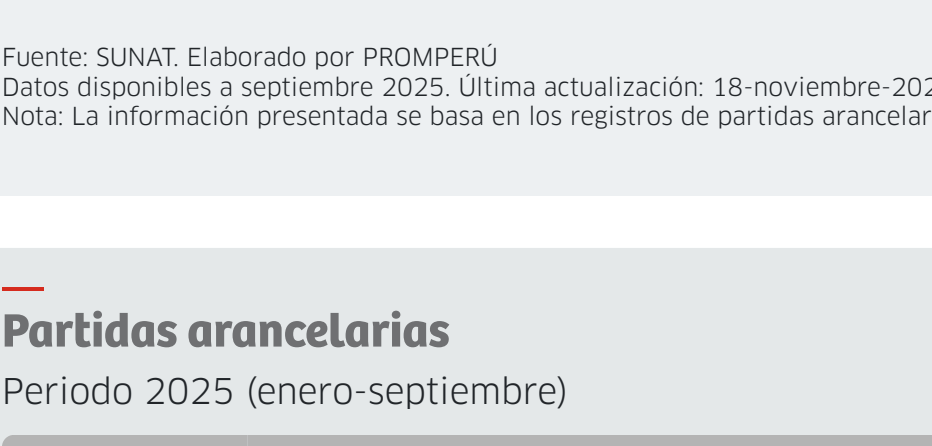 Fuente: SUNAT. Elaborado por PROMPERÚ
Datos disponibles a septiembre 2025. Última actualización: 18-noviembre-202
Nota: La información presentada se basa en los registros de partidas arancelar
Partidas arancelarias
Periodo 2025 (enero-septiembre)